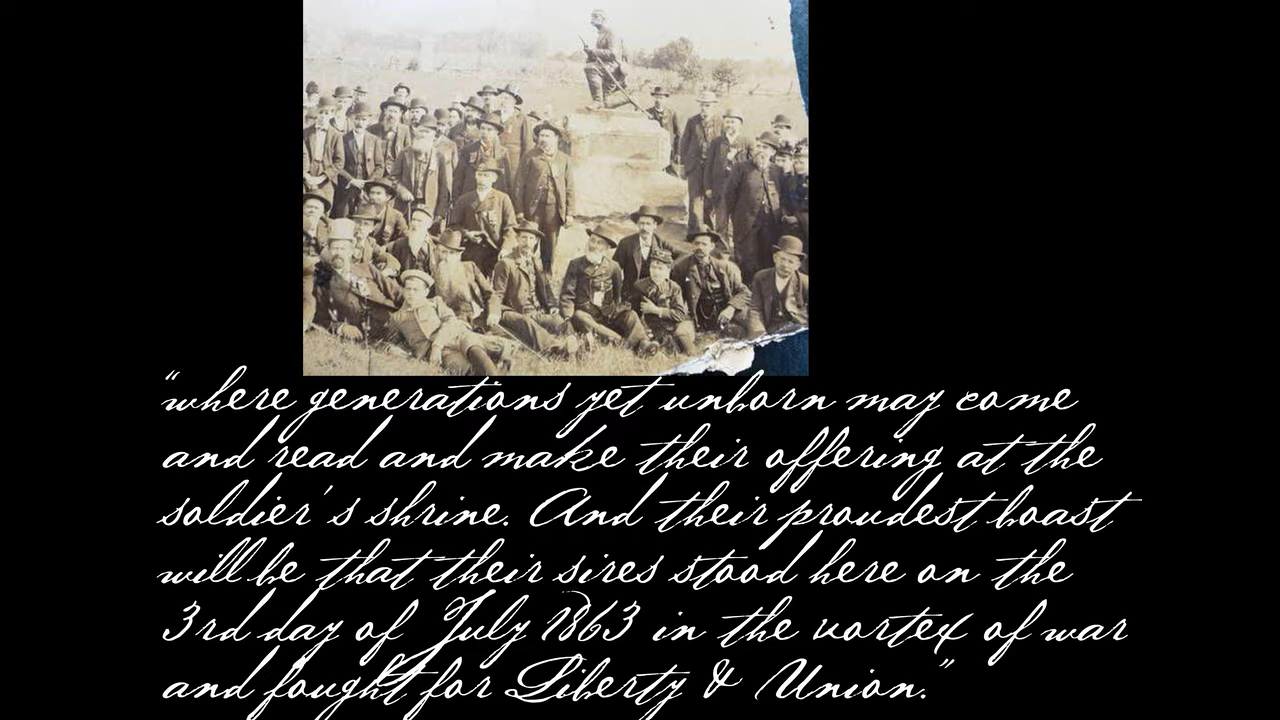 “where generations yet unborn may come
and read and make their offering at the
soldier's shrine. And their proudest boast
will be that their sires stood here on the
3rd day of July 1863 in the vortex of war
and fought for Liberty & Union.”